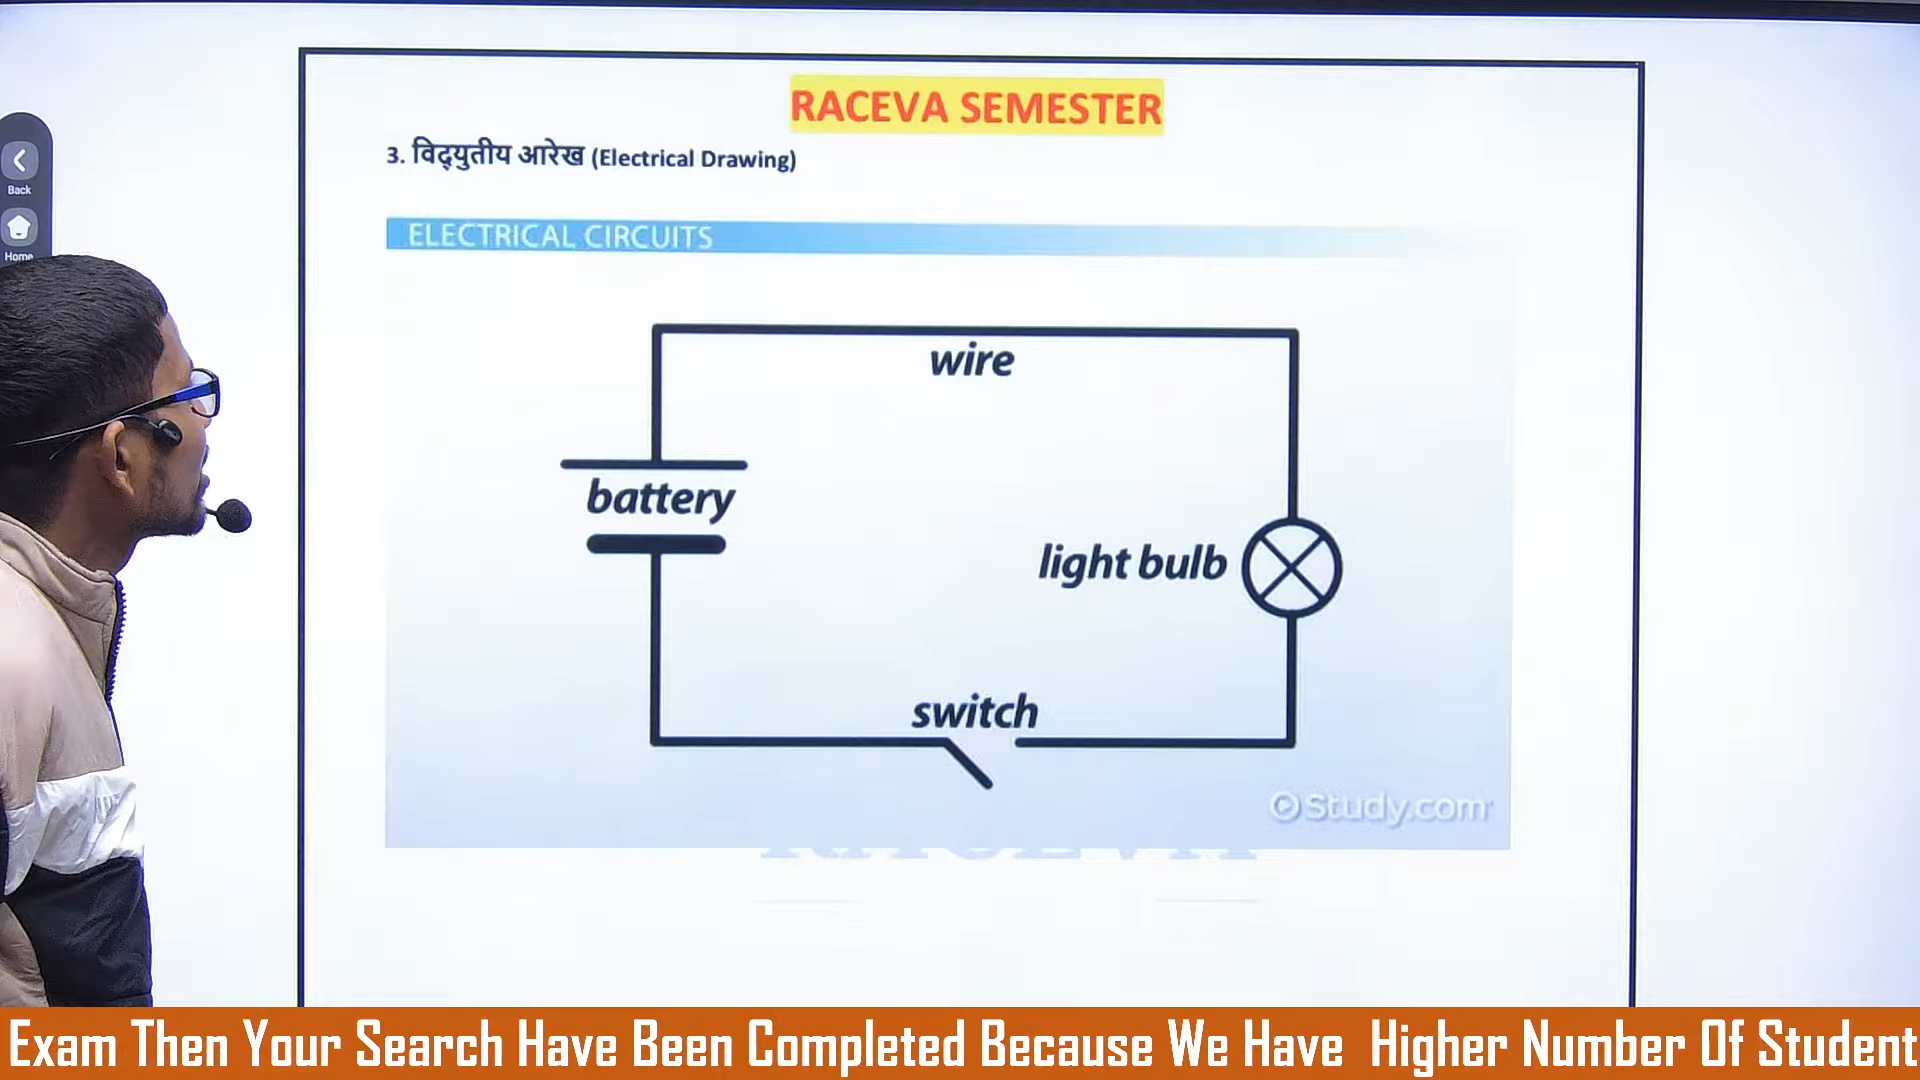 RACEVA SEMESTER
3. विद्युतीय आरेख (Electrical Drawing)
Back
Home
ELECTRICAL CIRCUITS
wire
battery
light bulb
switch
Study.com
RACEVA
Exam Then Your Search Have Been Completed Because We Have Higher Number Of Student